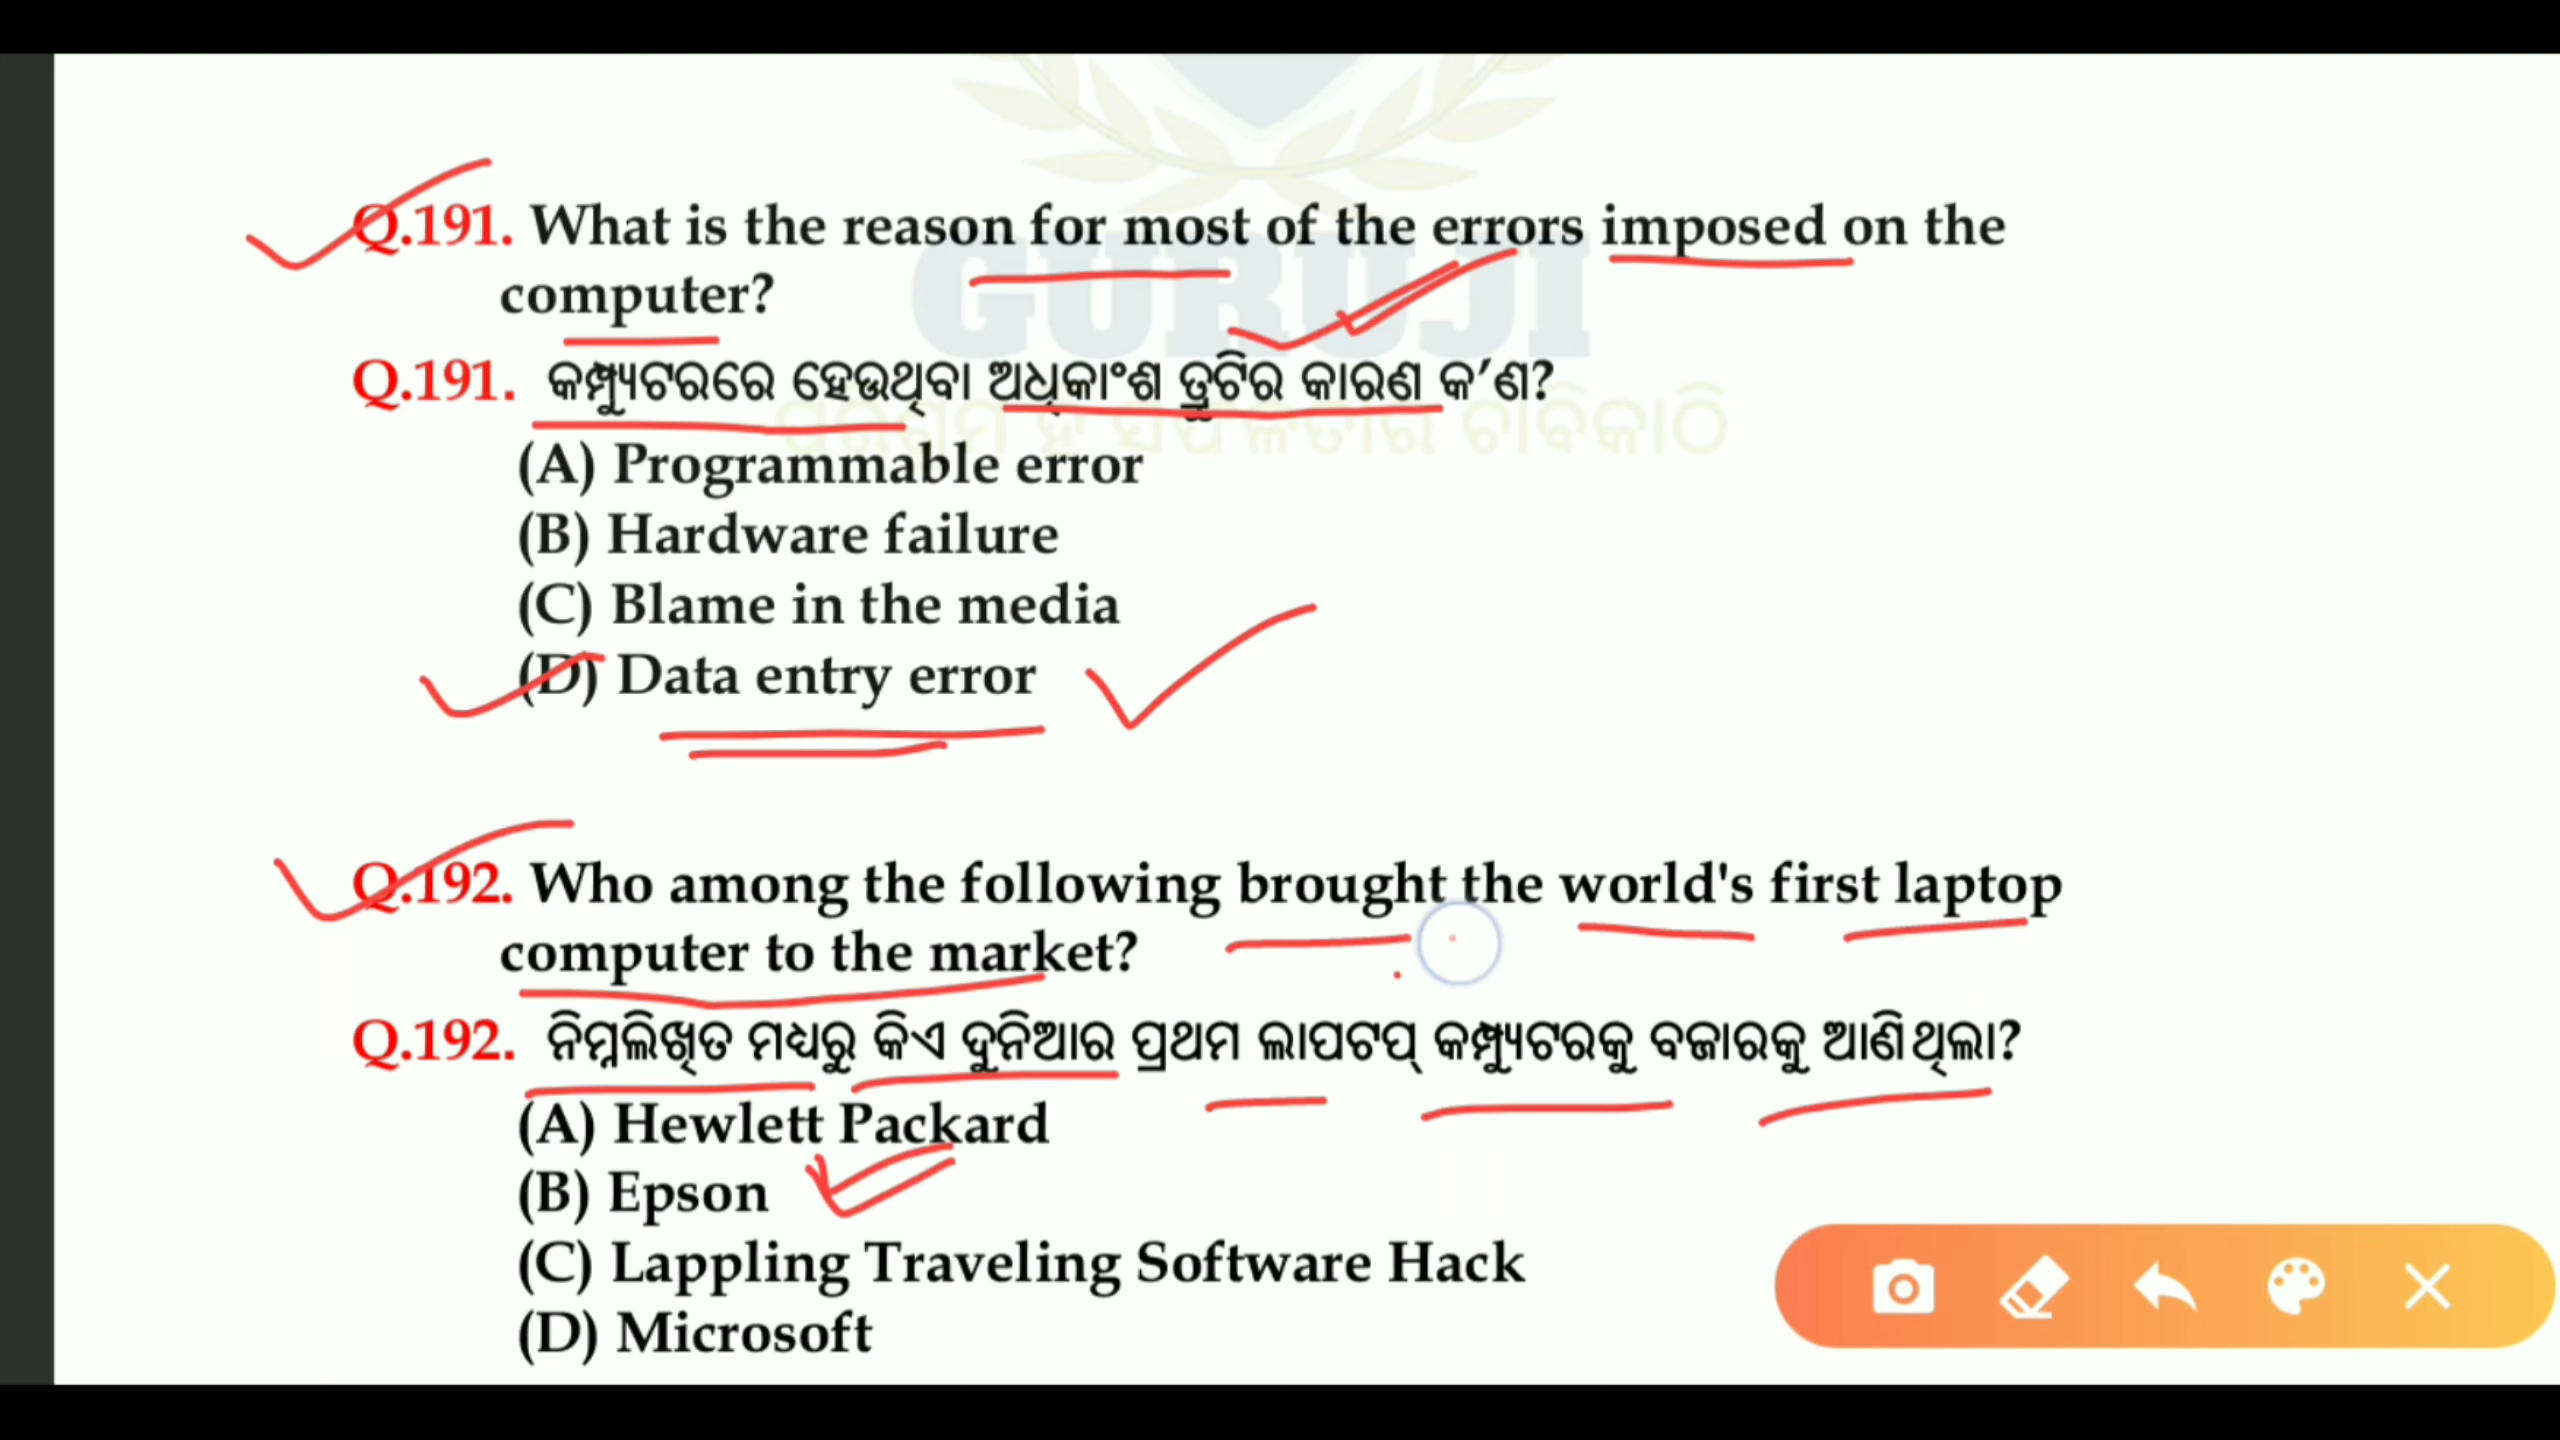 GURUJI
Q.191. What is the reason for most of the errors imposed on the
computer?
Q.191. କମ୍ପ୍ୟୁଟରରେ ହେଉଥିବା ଅଧିକାଂଶ ତ୍ରୁଟିର କାରଣ କ'ଣ?
(A) Programmable error
(B) Hardware failure
(C) Blame in the media
(D) Data entry error
Q.192. Who among the following brought the world's first laptop
computer to the market?
Q.192. ନିମ୍ନଲିଖିତ ମଧ୍ୟରୁ କିଏ ଦୁନିଆର ପ୍ରଥମ ଲାପଟପ୍ କମ୍ପ୍ୟୁଟରକୁ ବଜାରକୁ ଆଣିଥିଲା?
(A) Hewlett Packard
(B) Epson
(C) Lappling Traveling Software Hack
(D) Microsoft